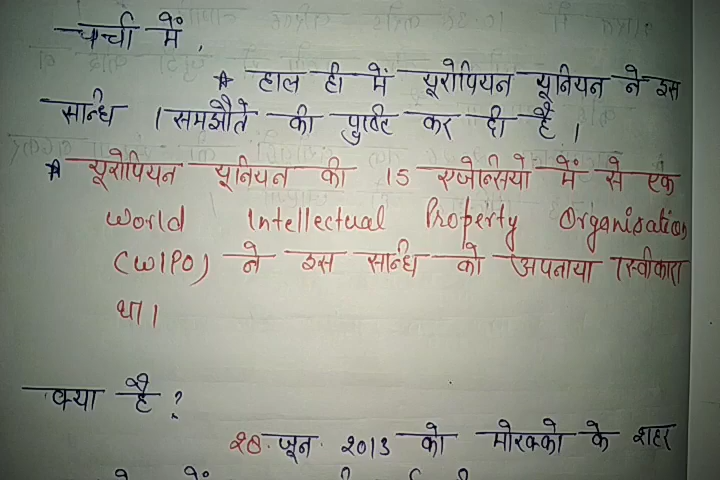 चर्चा में,
* हाल ही में यूरोपियन यूनियन ने इस
सन्धि / समझौते की पुष्टि कर दी है।
* यूरोपियन यूनियन की 15 एजेन्सियो में से एक
World Intellectual Property Organisation
(WIPO) ने इस सन्धि को अपनाया / स्वीकारा
था।
क्या है ?
28 जून 2013 को मोरक्को के शहर